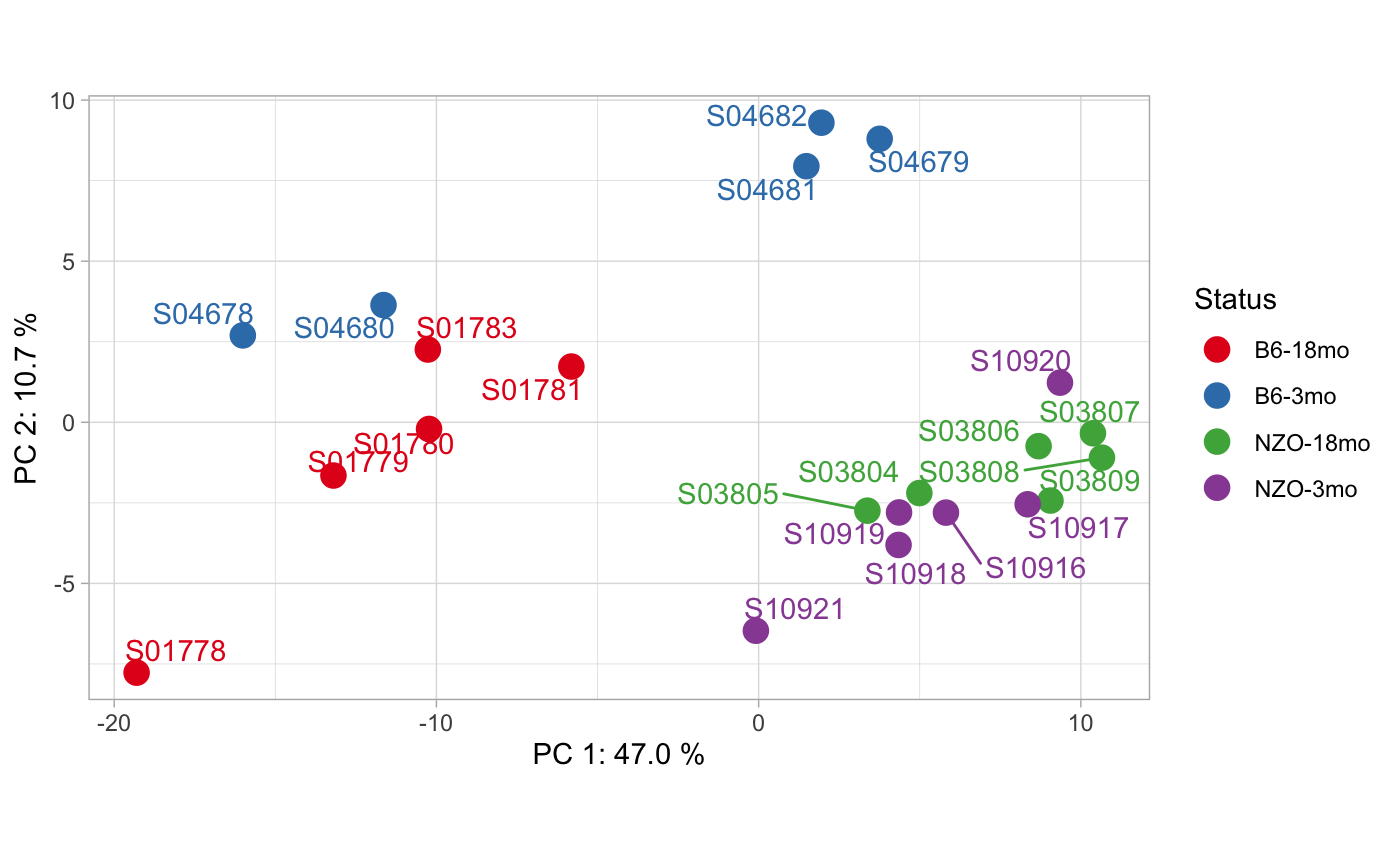 10
5
0
-5
PC 2: 10.7 %
S04682
S04679
S04681
S04678
S04680
S01783
S01781
S01780
S01779
S01778
S10920
S03807
S03806
S03804
S03808
S03809
S03805
S10919
S10917
S10918
S10916
S10921
-20
-10
0
10
PC 1: 47.0 %
Status
B6-18mo
B6-3mo
NZO-18mo
NZO-3mo